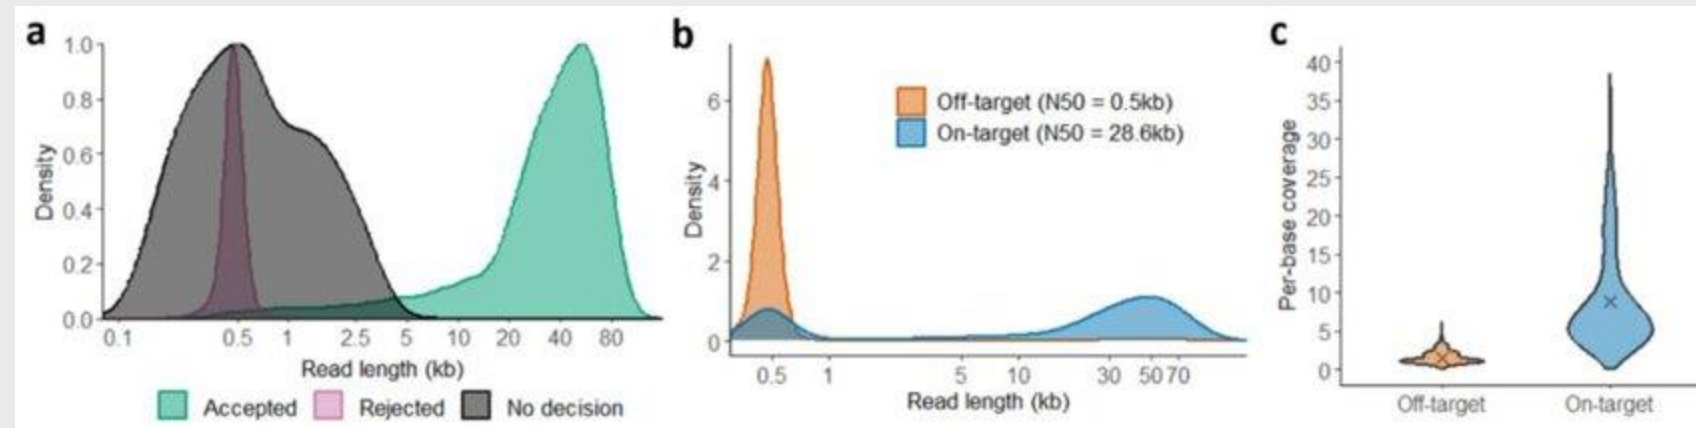 a
Density
1.0
0.8
0.6
0.4
0.2
0.0
0.1 0.5 1 2.5 5 10 20 40 80
Read length (kb)
Accepted Rejected No decision
b
Density
6
4
2
0
Off-target (N50 = 0.5kb)
On-target (N50 = 28.6kb)
0.5 1 5 10 30 50 70
Read length (kb)
c
Per-base coverage
40
35
30
25
20
15
10
5
0
Off-target On-target